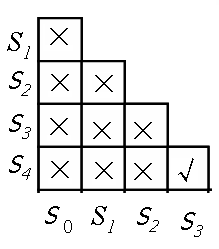 S₁ ×
S₂ × ×
S₃ × × ×
S₄ × × × √
S₀ S₁ S₂ S₃